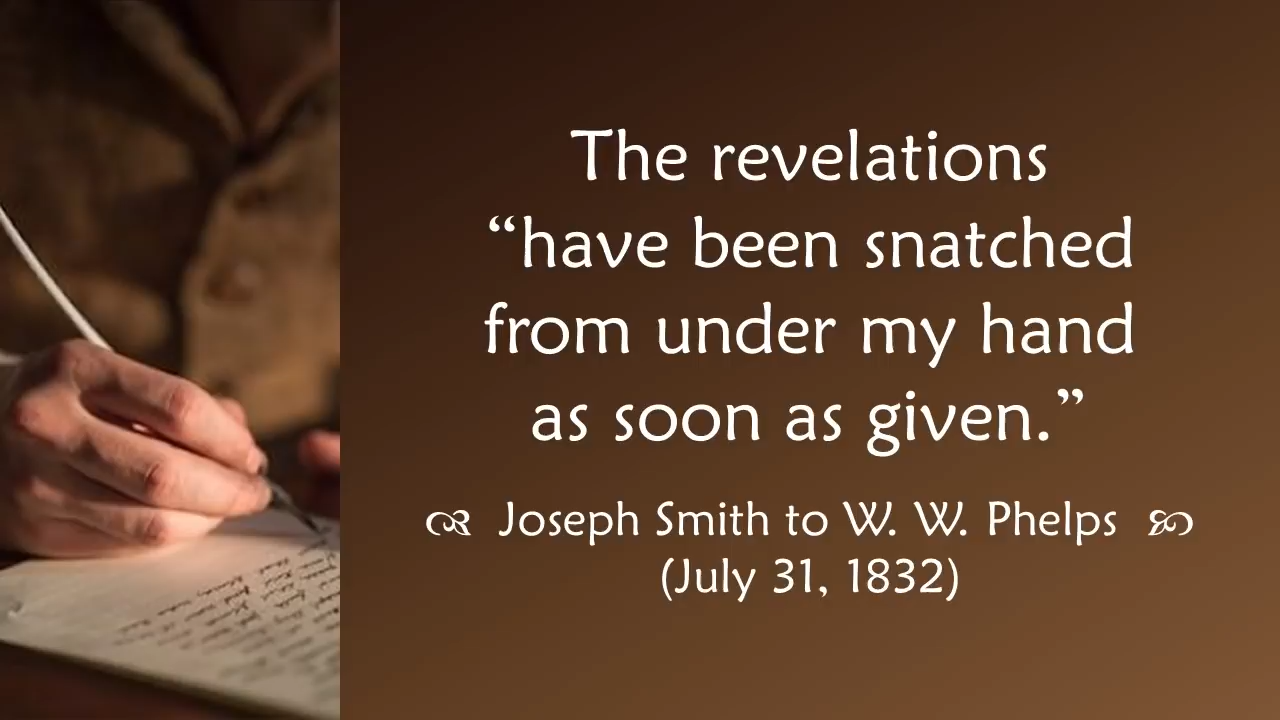 The revelations
“have been snatched
from under my hand
as soon as given.”
Joseph Smith to W. W. Phelps
(July 31, 1832)